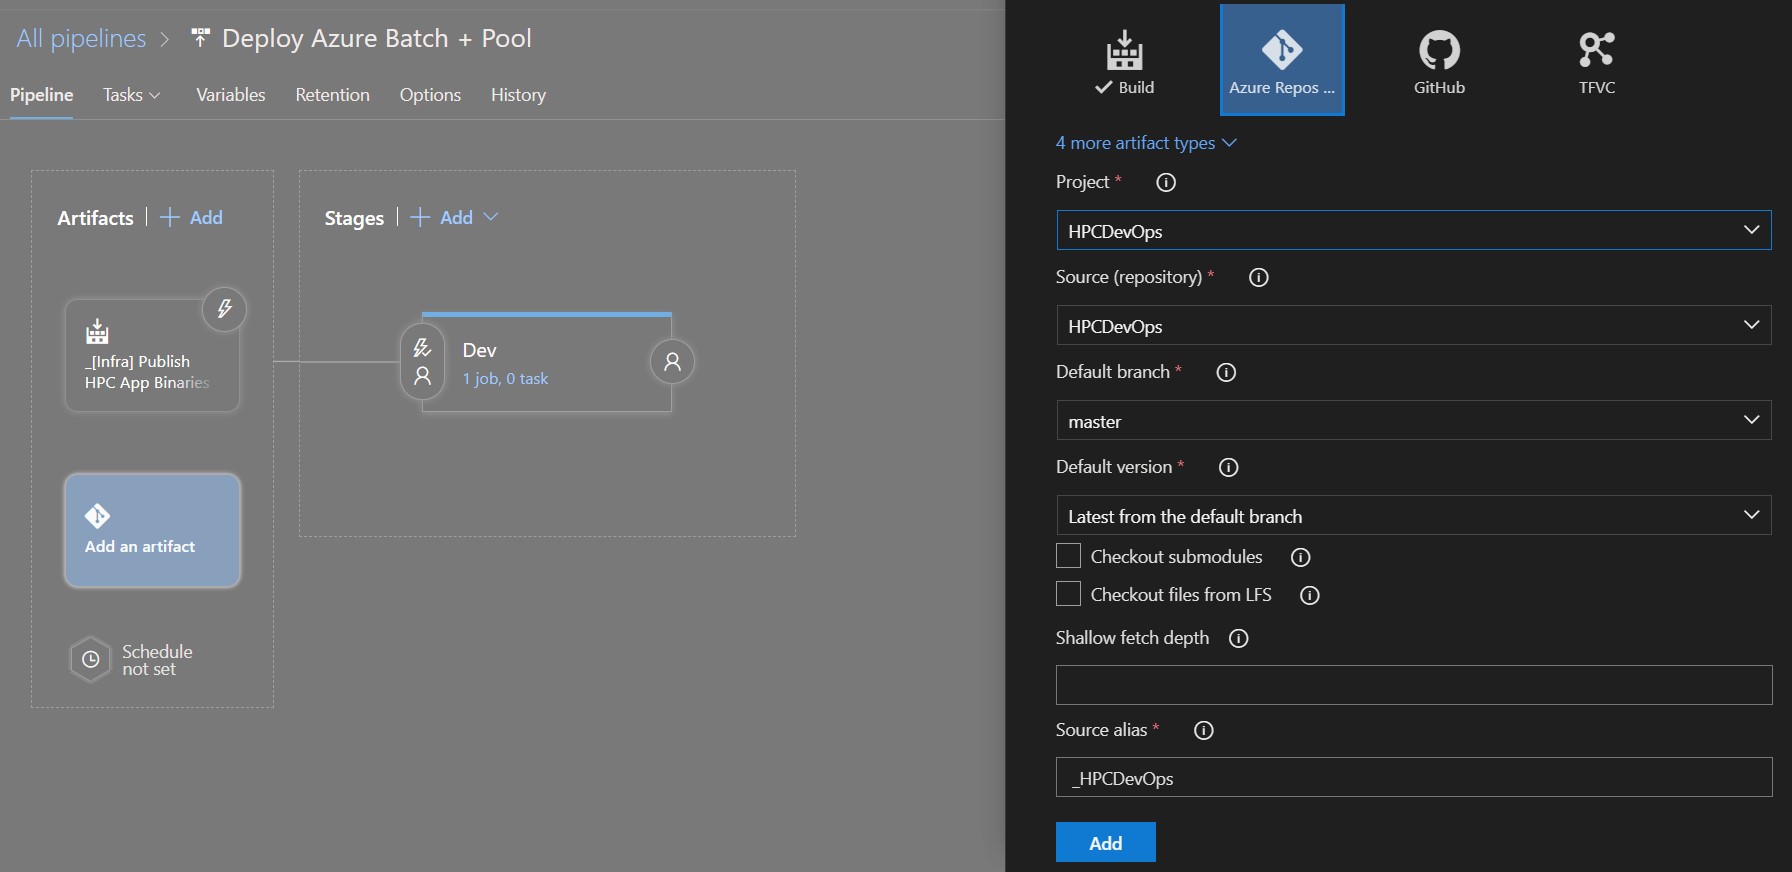 All pipelines > Deploy Azure Batch + Pool
Pipeline Tasks Variables Retention Options History
Artifacts | + Add
Stages | + Add
_[Infra] Publish
HPC App Binaries
Dev
1 job, 0 task
Add an artifact
Schedule
not set
Build
Azure Repos ...
GitHub
TFVC
4 more artifact types
Project *
HPCDevOps
Source (repository) *
HPCDevOps
Default branch *
master
Default version *
Latest from the default branch
Checkout submodules
Checkout files from LFS
Shallow fetch depth
Source alias *
_HPCDevOps
Add